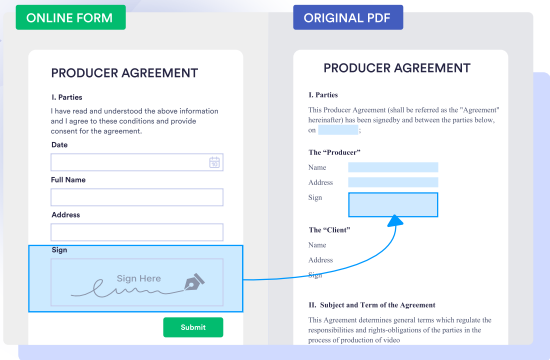 ONLINE FORM
PRODUCER AGREEMENT
I. Parties
I have read and understood the above information
and I agree to these conditions and provide
consent for the agreement.
Date
Full Name
Address
Sign
Sign Here
Submit
ORIGINAL PDF
PRODUCER AGREEMENT
I. Parties
This Producer Agreement (shall be referred as the "Agreement"
hereinafter) has been signedby and between the parties below,
on ;
The “Producer”
Name
Address
Sign
The “Client”
Name
Address
Sign
II. Subject and Term of the Agreement
This Agreement determines general terms which regulate the
responsibilities and rights-obligations of the parties in the
process of production of video